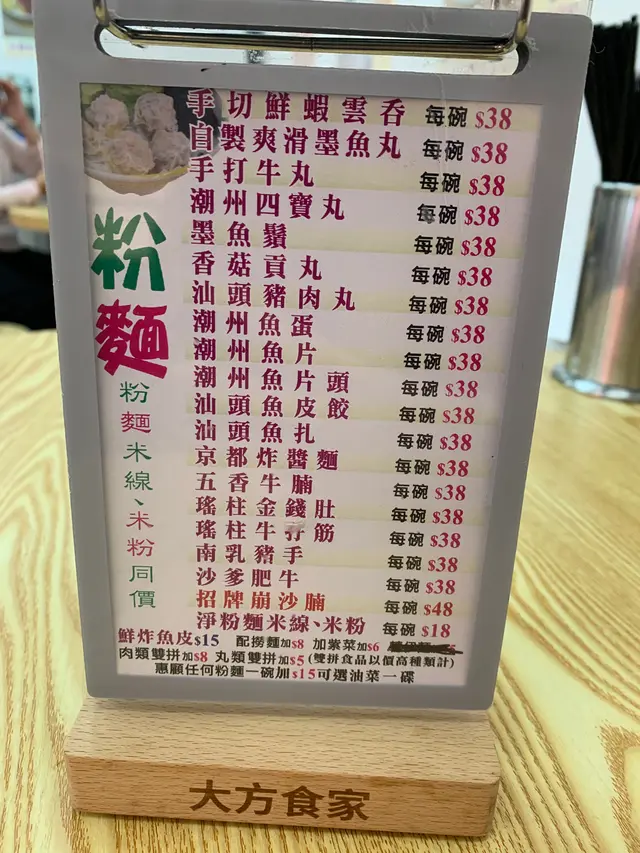 粉麵
粉麵米線、米粉同價
手切鮮蝦雲吞 每碗 $38
自製爽滑墨魚丸 每碗 $38
手打牛丸 每碗 $38
潮州四寶丸 每碗 $38
墨魚鬚 每碗 $38
香菇貢丸 每碗 $38
汕頭豬肉丸 每碗 $38
潮州魚蛋 每碗 $38
潮州魚片 每碗 $38
潮州魚片頭 每碗 $38
汕頭魚皮餃 每碗 $38
汕頭魚扎 每碗 $38
京都炸醬麵 每碗 $38
五香牛腩 每碗 $38
瑤柱金錢肚 每碗 $38
瑤柱牛孖筋 每碗 $38
南乳豬手 每碗 $38
沙爹肥牛 每碗 $38
招牌崩沙腩 每碗 $48
淨粉麵米線、米粉 每碗 $18
鮮炸魚皮$15 配撈麵加$8 加紫菜加$6
肉類雙拼加$8 丸類雙拼加$5 (雙拼食品以價高種類計)
惠顧任何粉麵一碗加$15可選油菜一碟
大方食家